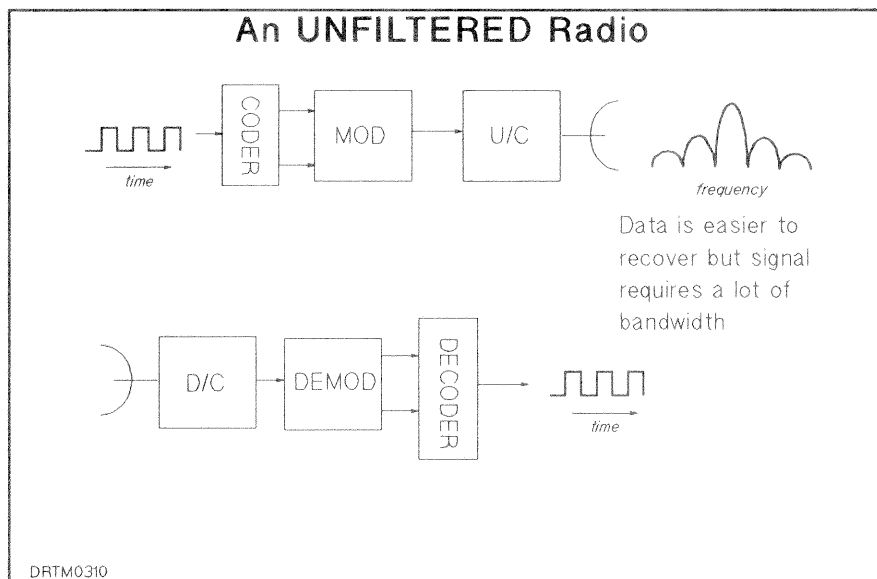 An UNFILTERED Radio
CODER
MOD
U/C
time
frequency
Data is easier to
recover but signal
requires a lot of
bandwidth
D/C
DEMOD
DECODER
time
DRTM0310